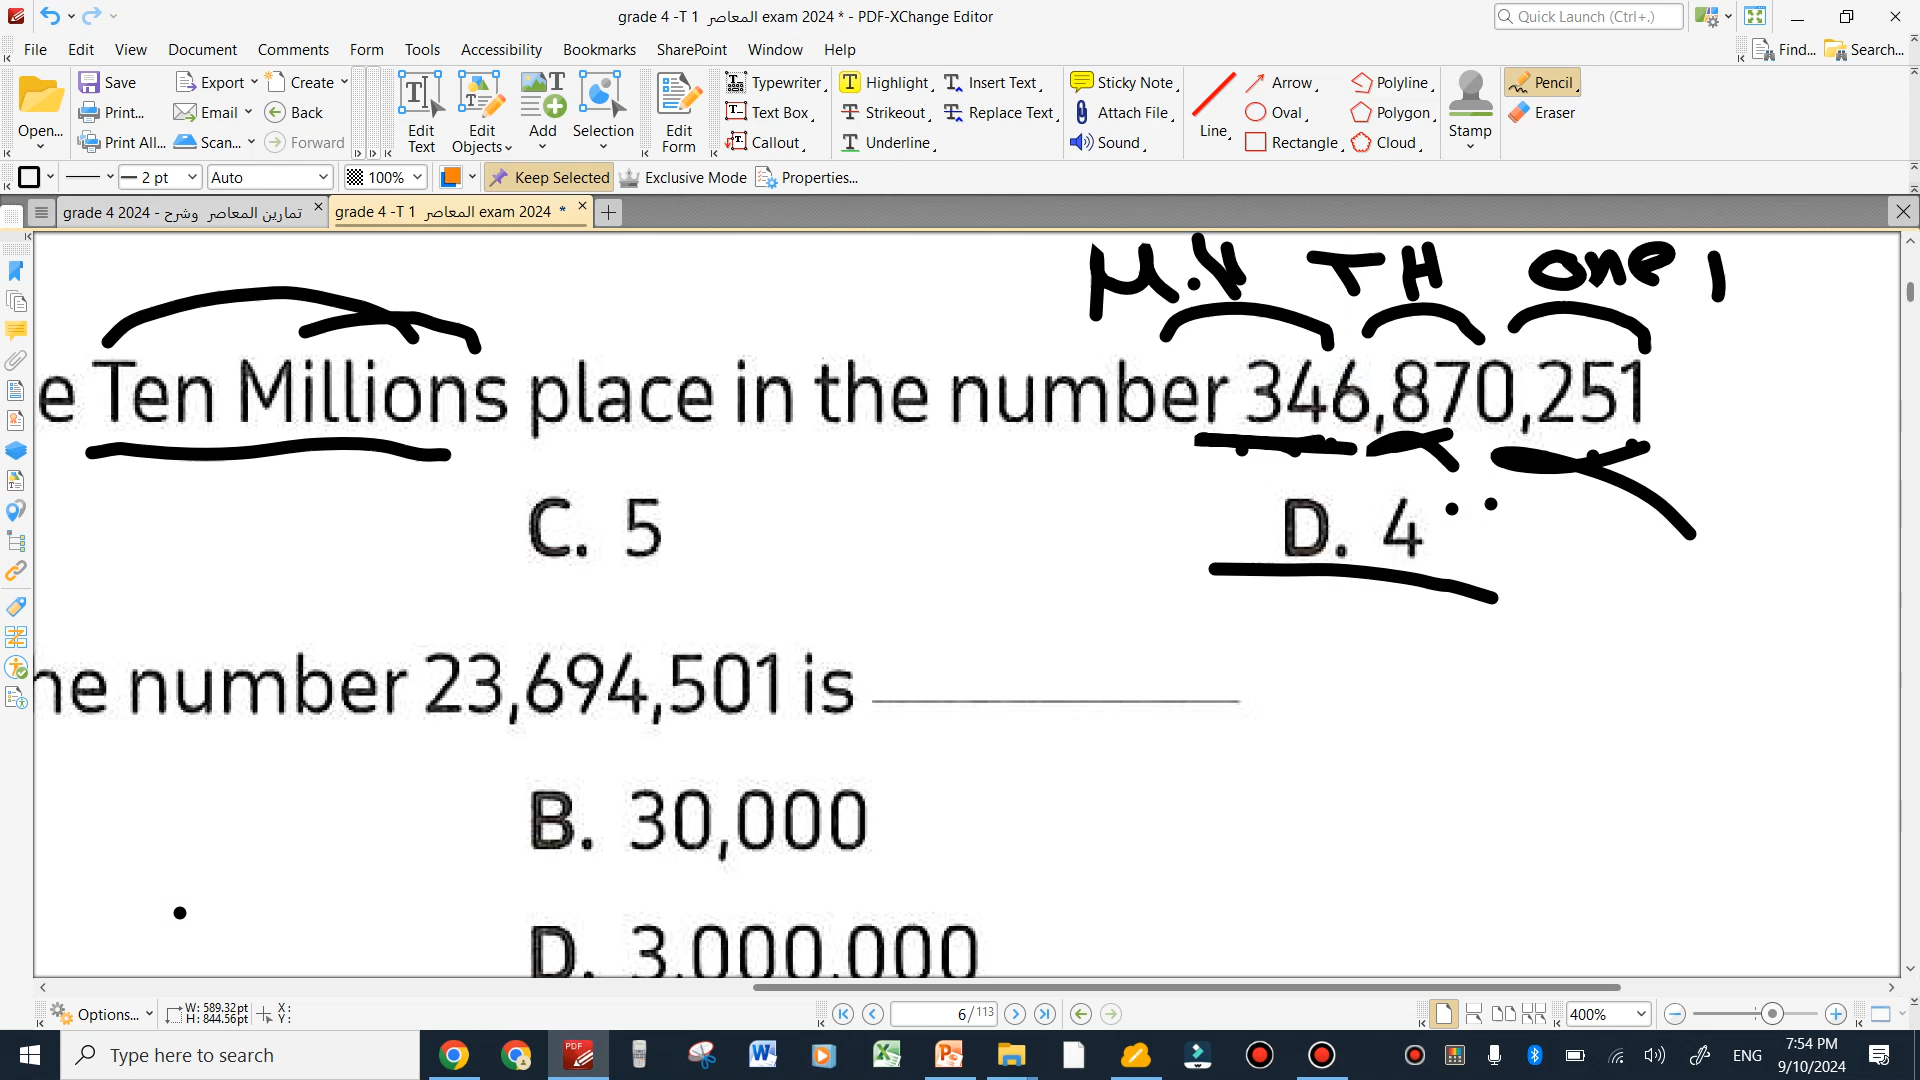 grade 4 -T 1 المعاصر exam 2024 * - PDF-XChange Editor
Quick Launch (Ctrl+.)
File Edit View Document Comments Form Tools Accessibility Bookmarks SharePoint Window Help
Find... Search...
Open... Save Export Create
Print... Email Back
Print All... Scan... Forward
Edit Text Edit Objects Add Selection Edit Form
Typewriter Highlight Insert Text Sticky Note Arrow Polyline Pencil
Text Box Strikeout Replace Text Attach File Oval Polygon Eraser
Callout Underline Sound Line Rectangle Cloud Stamp
2 pt Auto 100% Keep Selected Exclusive Mode Properties...
grade 4 2024 - تمارين المعاصر وشرح
grade 4 -T 1 المعاصر exam 2024 *
TH one
e Ten Millions place in the number 346,870,251
C. 5 D. 4
he number 23,694,501 is
B. 30,000
D. 3,000,000
Options... W: 589.32pt H: 844.56pt X: Y: 6 / 113 400%
Type here to search
ENG 7:54 PM 9/10/2024